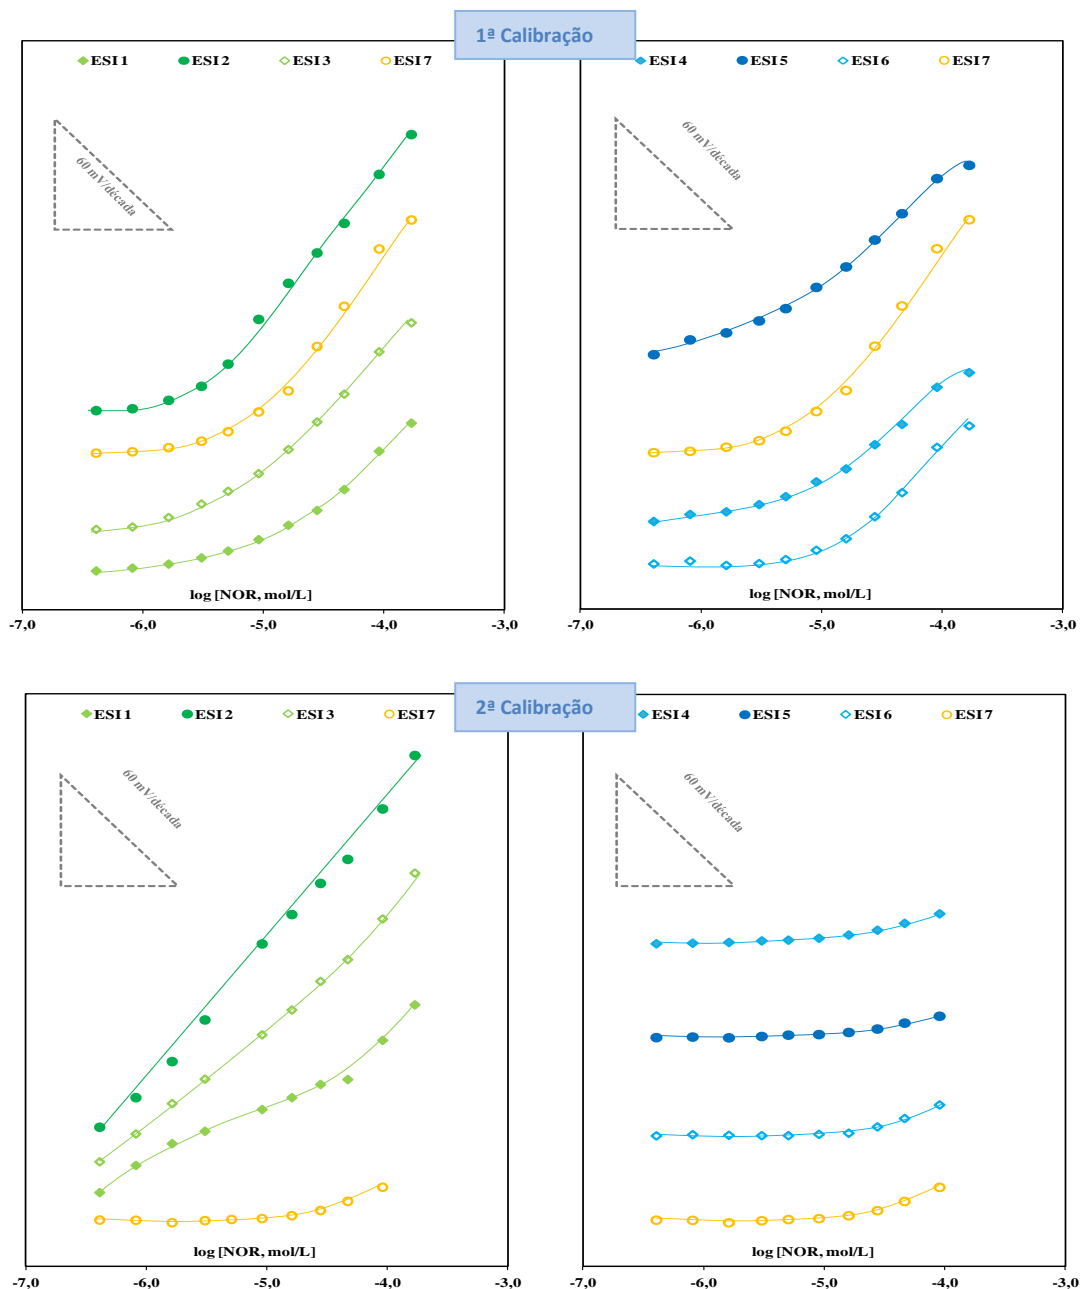 1ª Calibração
ESI 1 ESI 2 ESI 3 ESI 7
60 mV/década
log [NOR, mol/L]
-7,0 -6,0 -5,0 -4,0 -3,0
ESI 4 ESI 5 ESI 6 ESI 7
60 mV/década
log [NOR, mol/L]
-7,0 -6,0 -5,0 -4,0 -3,0
2ª Calibração
ESI 1 ESI 2 ESI 3 ESI 7
60 mV/década
log [NOR, mol/L]
-7,0 -6,0 -5,0 -4,0 -3,0
ESI 4 ESI 5 ESI 6 ESI 7
60 mV/década
log [NOR, mol/L]
-7,0 -6,0 -5,0 -4,0 -3,0